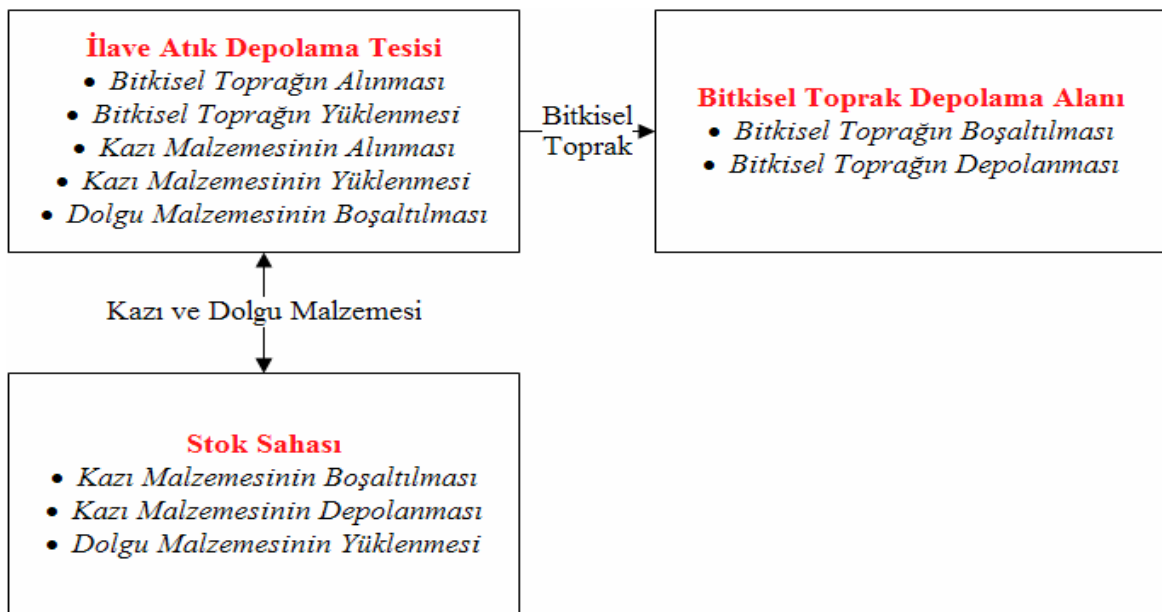 İlave Atık Depolama Tesisi
• Bitkisel Toprağın Alınması
• Bitkisel Toprağın Yüklenmesi
• Kazı Malzemesinin Alınması
• Kazı Malzemesinin Yüklenmesi
• Dolgu Malzemesinin Boşaltılması
Bitkisel
Toprak
Bitkisel Toprak Depolama Alanı
• Bitkisel Toprağın Boşaltılması
• Bitkisel Toprağın Depolanması
Kazı ve Dolgu Malzemesi
Stok Sahası
• Kazı Malzemesinin Boşaltılması
• Kazı Malzemesinin Depolanması
• Dolgu Malzemesinin Yüklenmesi